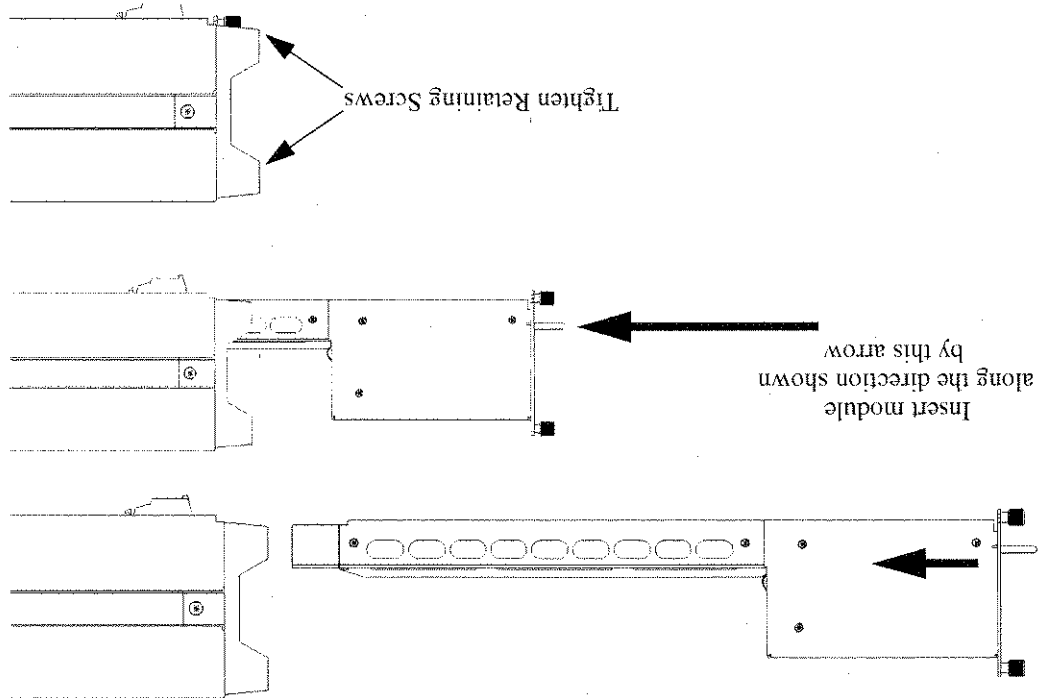 Insert module
along the direction shown
by this arrow
Tighten Retaining Screws